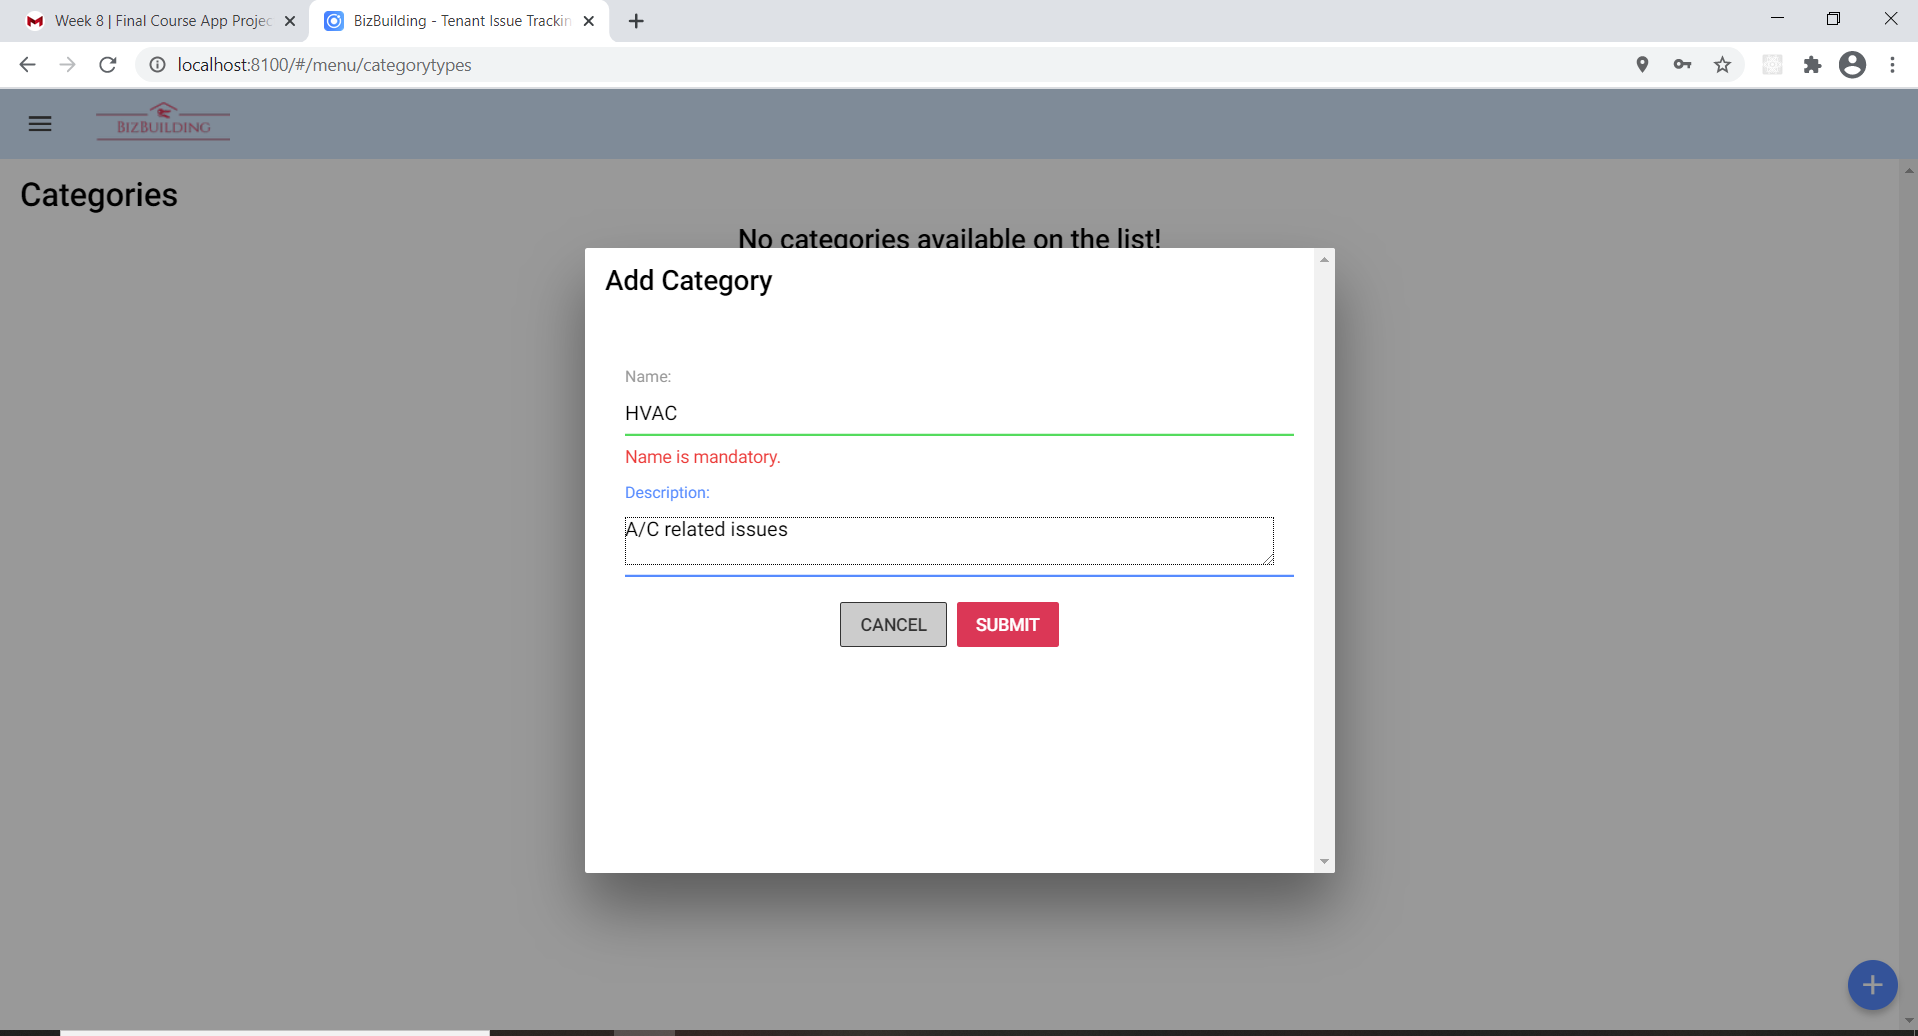 Week 8 | Final Course App Projec
BizBuilding - Tenant Issue Trackin
localhost:8100/#/menu/categorytypes
BIZBUILDING
Categories
No categories available on the list!
Add Category
Name:
HVAC
Name is mandatory.
Description:
A/C related issues
CANCEL SUBMIT